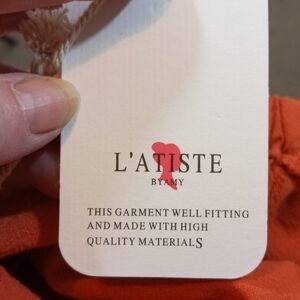 L'ATISTE
BYAMY
THIS GARMENT WELL FITTING
AND MADE WITH HIGH
QUALITY MATERIALS